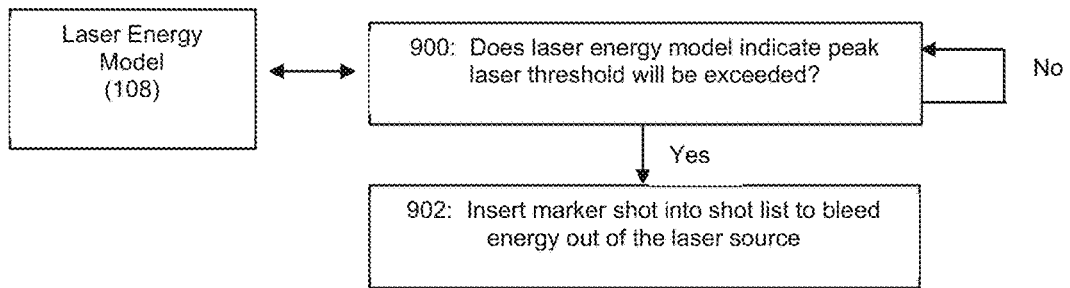 Laser Energy
Model
(108)
900: Does laser energy model indicate peak
laser threshold will be exceeded?
No
Yes
902: Insert marker shot into shot list to bleed
energy out of the laser source